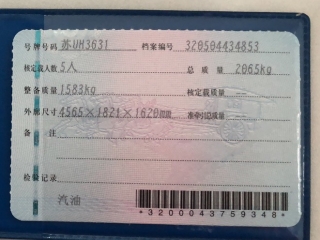 号牌号码 苏UM3631 档案编号 320504434853
核定载人数 5人 总质量 2065kg
整备质量 1583kg 核定载质量 --
外廓尺寸 4565×1821×1620mm 准牵引总质量 --
备注
检验记录
汽油
*3200043759348*